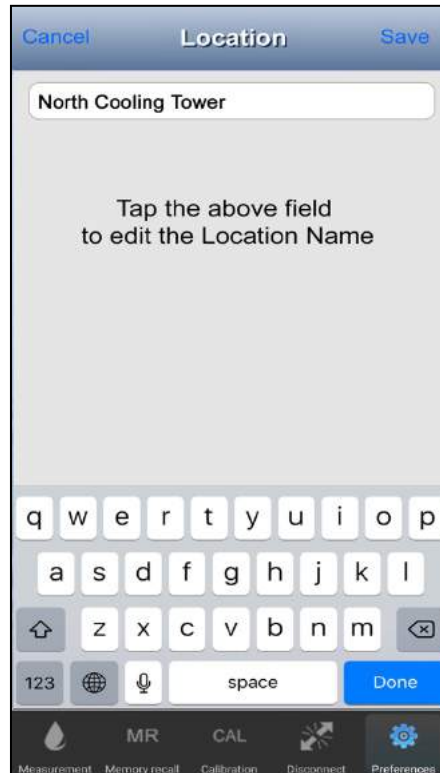 Cancel Location Save
North Cooling Tower
Tap the above field
to edit the Location Name
q w e r t y u i o p
a s d f g h j k l
z x c v b n m
123 space Done
MR CAL
Measurement Memory recall Calibration Disconnect Preferences